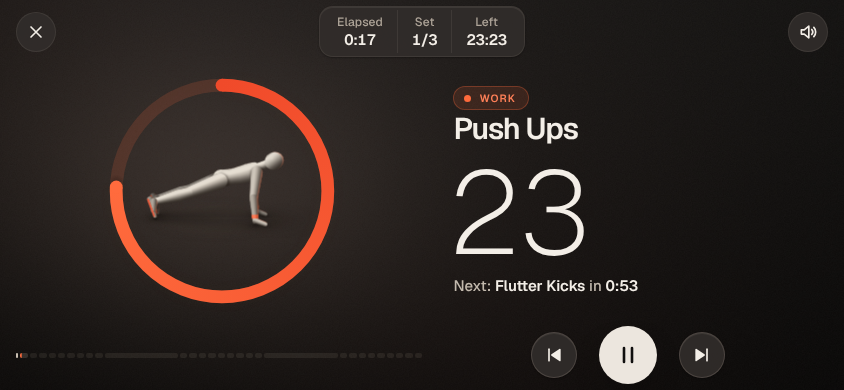 Elapsed
0:17
Set
1/3
Left
23:23
WORK
Push Ups
23
Next: Flutter Kicks in 0:53